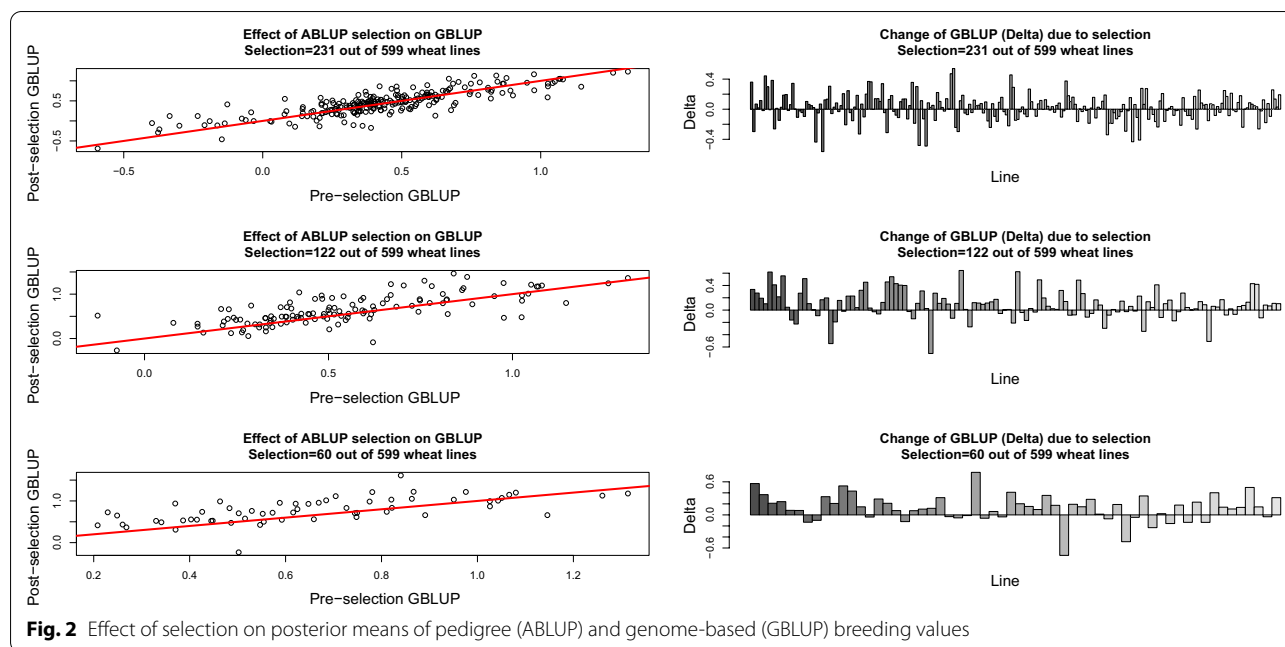 Effect of ABLUP selection on GBLUP
Selection=231 out of 599 wheat lines
Post−selection GBLUP
0.5
−0.5
−0.5 0.0 0.5 1.0
Pre−selection GBLUP
Change of GBLUP (Delta) due to selection
Selection=231 out of 599 wheat lines
Delta
0.4
0.0
−0.4
Line
Effect of ABLUP selection on GBLUP
Selection=122 out of 599 wheat lines
Post−selection GBLUP
1.0
0.0
0.0 0.5 1.0
Pre−selection GBLUP
Change of GBLUP (Delta) due to selection
Selection=122 out of 599 wheat lines
Delta
0.4
−0.6
Line
Effect of ABLUP selection on GBLUP
Selection=60 out of 599 wheat lines
Post−selection GBLUP
1.0
0.0
0.2 0.4 0.6 0.8 1.0 1.2
Pre−selection GBLUP
Change of GBLUP (Delta) due to selection
Selection=60 out of 599 wheat lines
Delta
0.6
0.0
−0.6
Line
Fig. 2 Effect of selection on posterior means of pedigree (ABLUP) and genome-based (GBLUP) breeding values